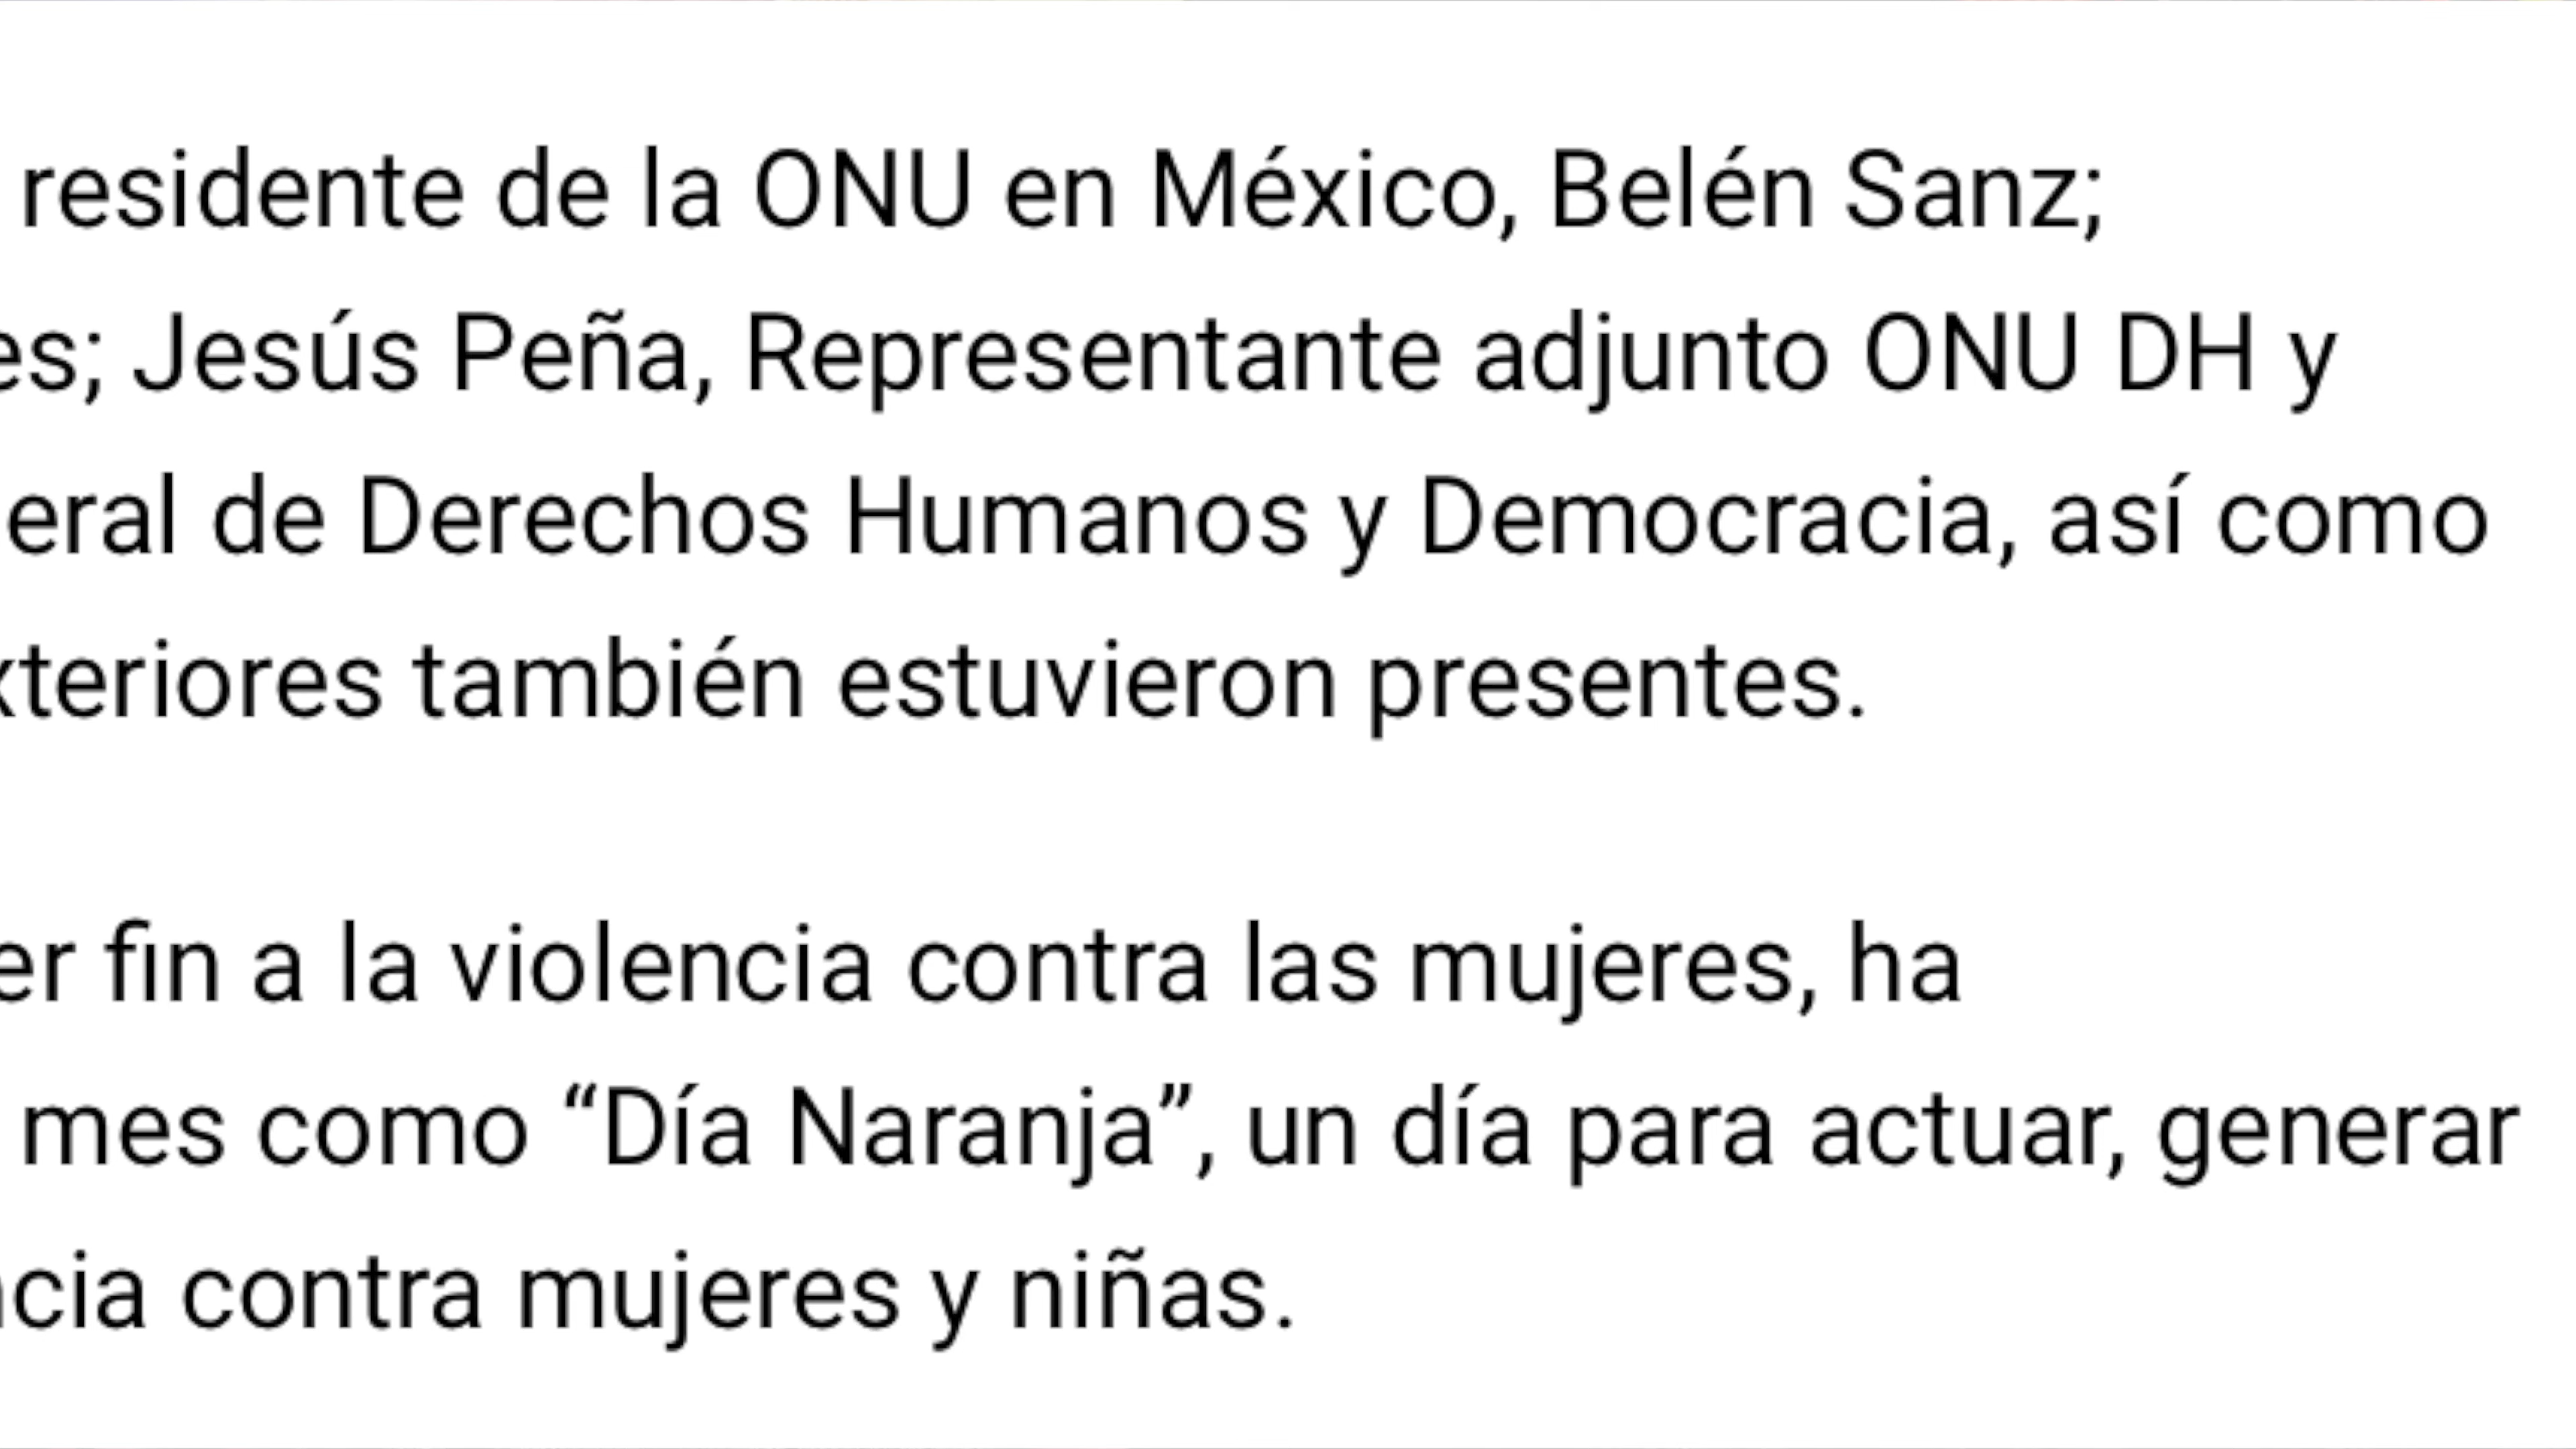 residente de la ONU en México, Belén Sanz;
es; Jesús Peña, Representante adjunto ONU DH y
eral de Derechos Humanos y Democracia, así como
xteriores también estuvieron presentes.
er fin a la violencia contra las mujeres, ha
mes como “Día Naranja”, un día para actuar, generar
cia contra mujeres y niñas.